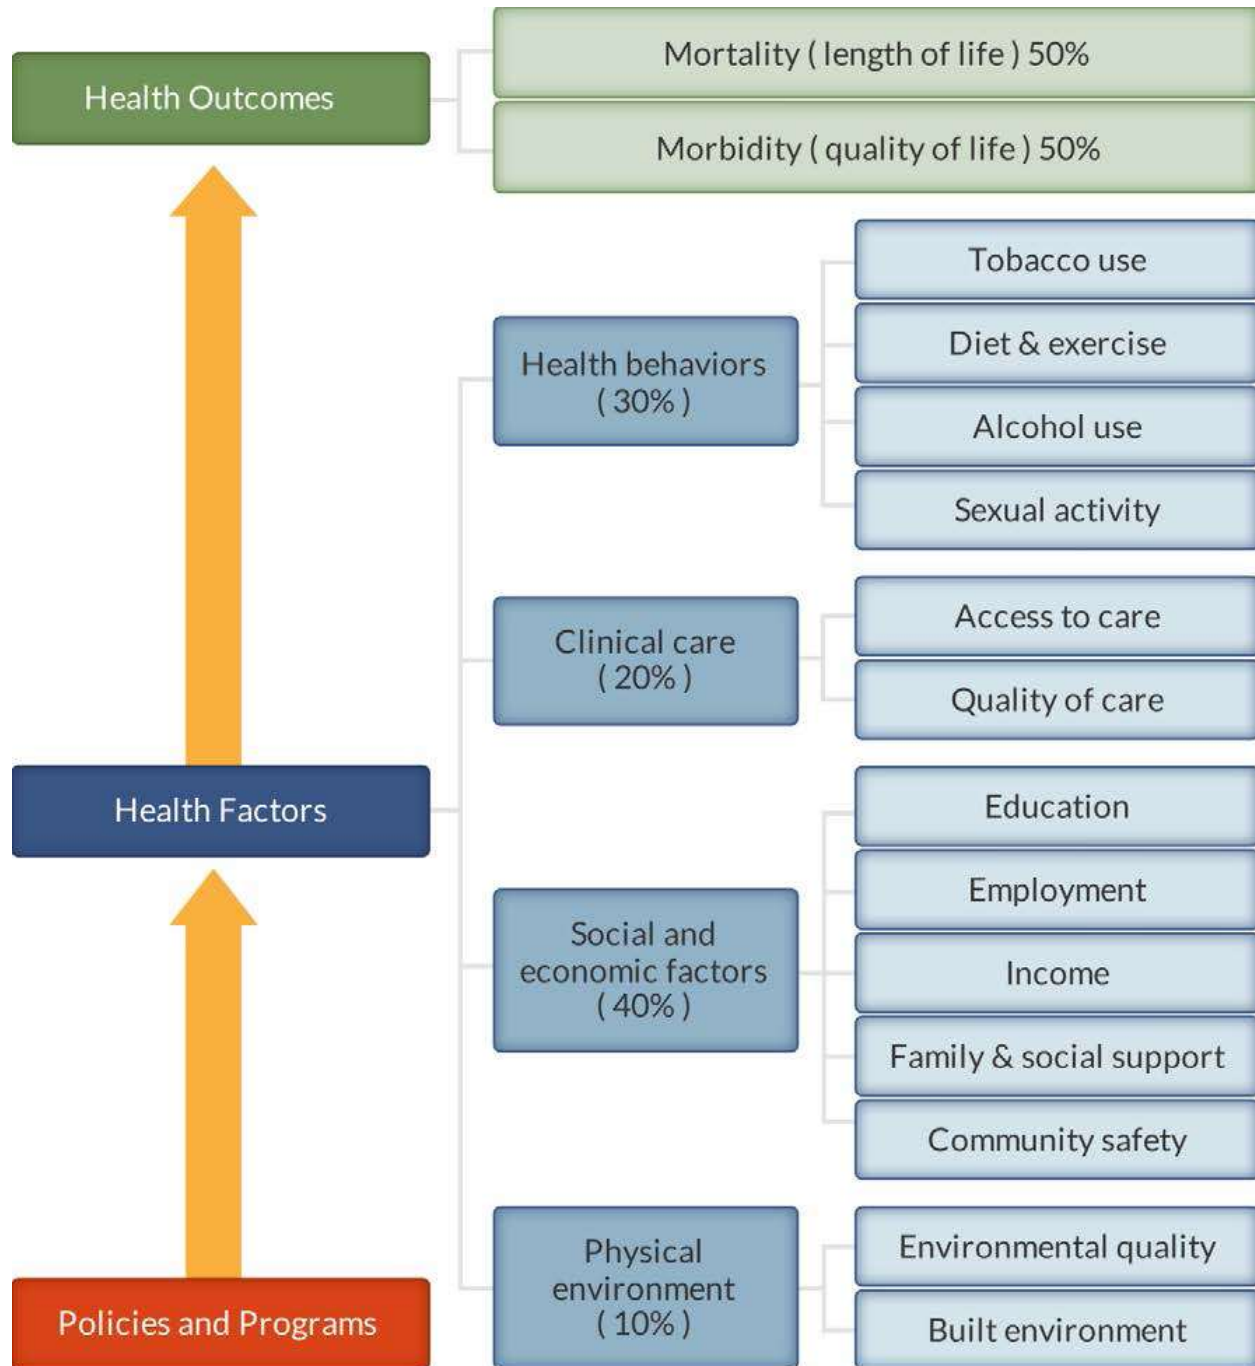 Health Outcomes
Mortality ( length of life ) 50%
Morbidity ( quality of life ) 50%
Health behaviors
( 30% )
Tobacco use
Diet & exercise
Alcohol use
Sexual activity
Clinical care
( 20% )
Access to care
Quality of care
Health Factors
Social and
economic factors
( 40% )
Education
Employment
Income
Family & social support
Community safety
Physical
environment
( 10% )
Environmental quality
Built environment
Policies and Programs